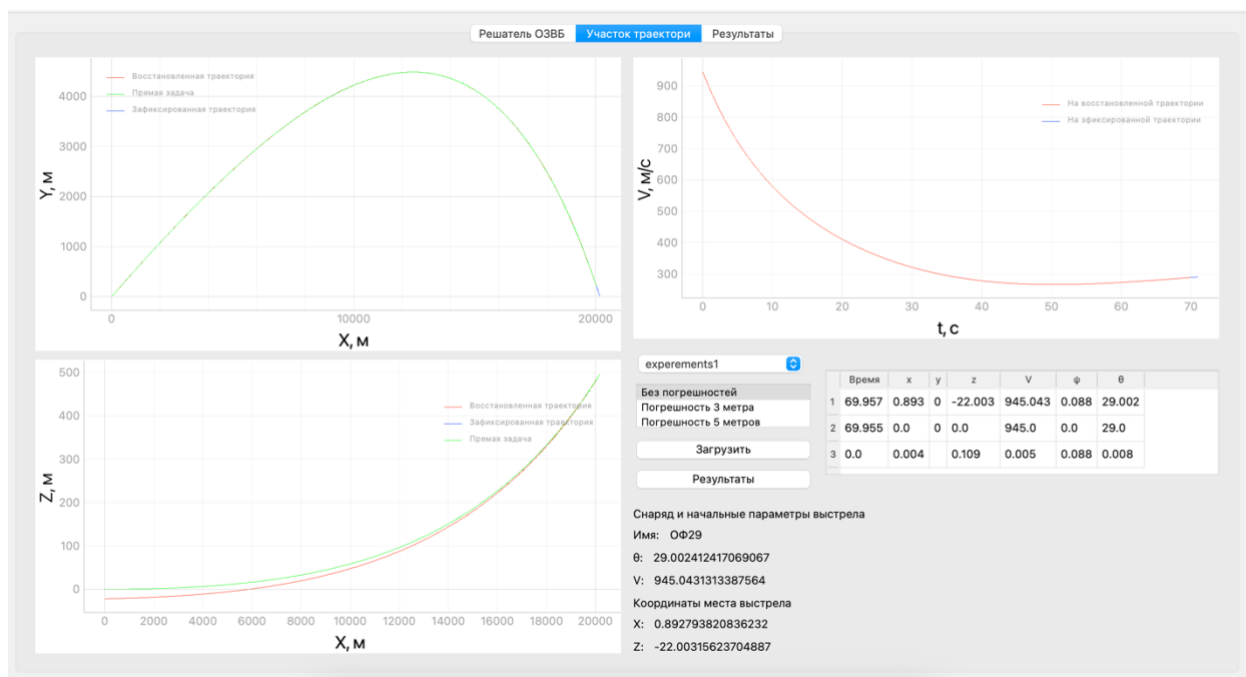 Решатель ОЗВБ Участок траектори Результаты
Восстановленная траектория
Прямая задача
Зафиксированная траектория
4000
3000
2000
1000
0
Y, м
0 10000 20000
X, м
900
800
700
600
500
400
300
V, м/с
На восстановленной траектории
На зфиксированной траектории
0 10 20 30 40 50 60 70
t, с
500
400
300
200
100
0
Z, м
Восстановленная траектория
Зафиксированная траектория
Прямая задача
0 2000 4000 6000 8000 10000 12000 14000 16000 18000 20000
X, м
experements1
Без погрешностей
Погрешность 3 метра
Погрешность 5 метров
Загрузить
Результаты
Время x y z V ψ θ
1 69.957 0.893 0 -22.003 945.043 0.088 29.002
2 69.955 0.0 0 0.0 945.0 0.0 29.0
3 0.0 0.004 0.109 0.005 0.088 0.008
Снаряд и начальные параметры выстрела
Имя: ОФ29
θ: 29.002412417069067
V: 945.0431313387564
Координаты места выстрела
X: 0.892793820836232
Z: -22.00315623704887